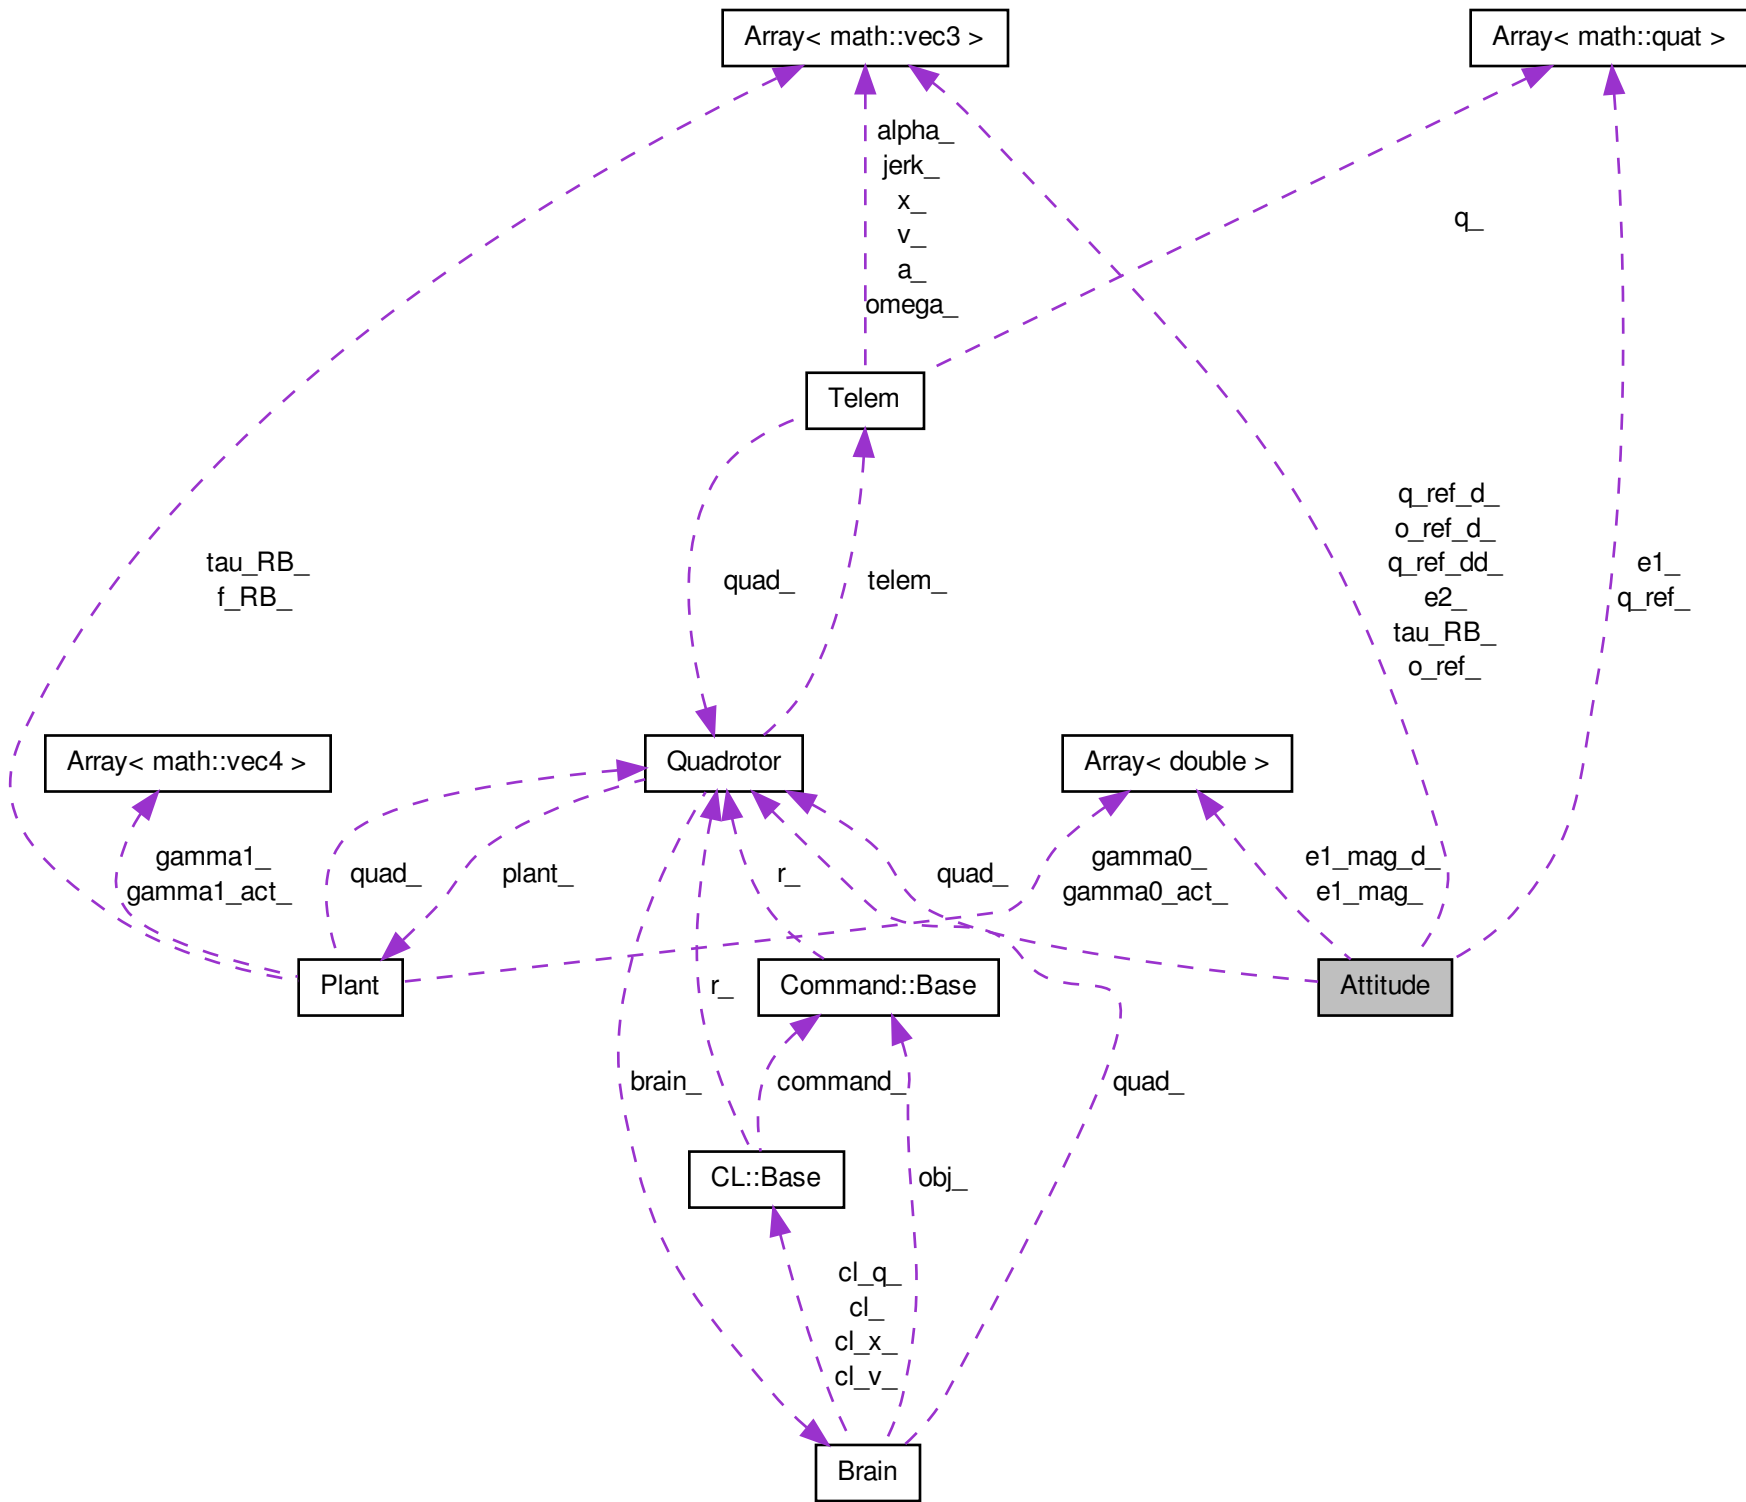 Array< math::vec3 >
Array< math::quat >
alpha_
jerk_
x_
v_
a_
omega_
q_
Telem
q_ref_d_
o_ref_d_
q_ref_dd_
e2_
tau_RB_
o_ref_
tau_RB_
f_RB_
quad_
telem_
e1_
q_ref_
Array< math::vec4 >
Quadrotor
Array< double >
gamma1_
gamma1_act_
quad_
plant_
r_
quad_
gamma0_
gamma0_act_
e1_mag_d_
e1_mag_
Plant
r_
Command::Base
Attitude
brain_
command_
quad_
CL::Base
obj_
cl_q_
cl_
cl_x_
cl_v_
Brain